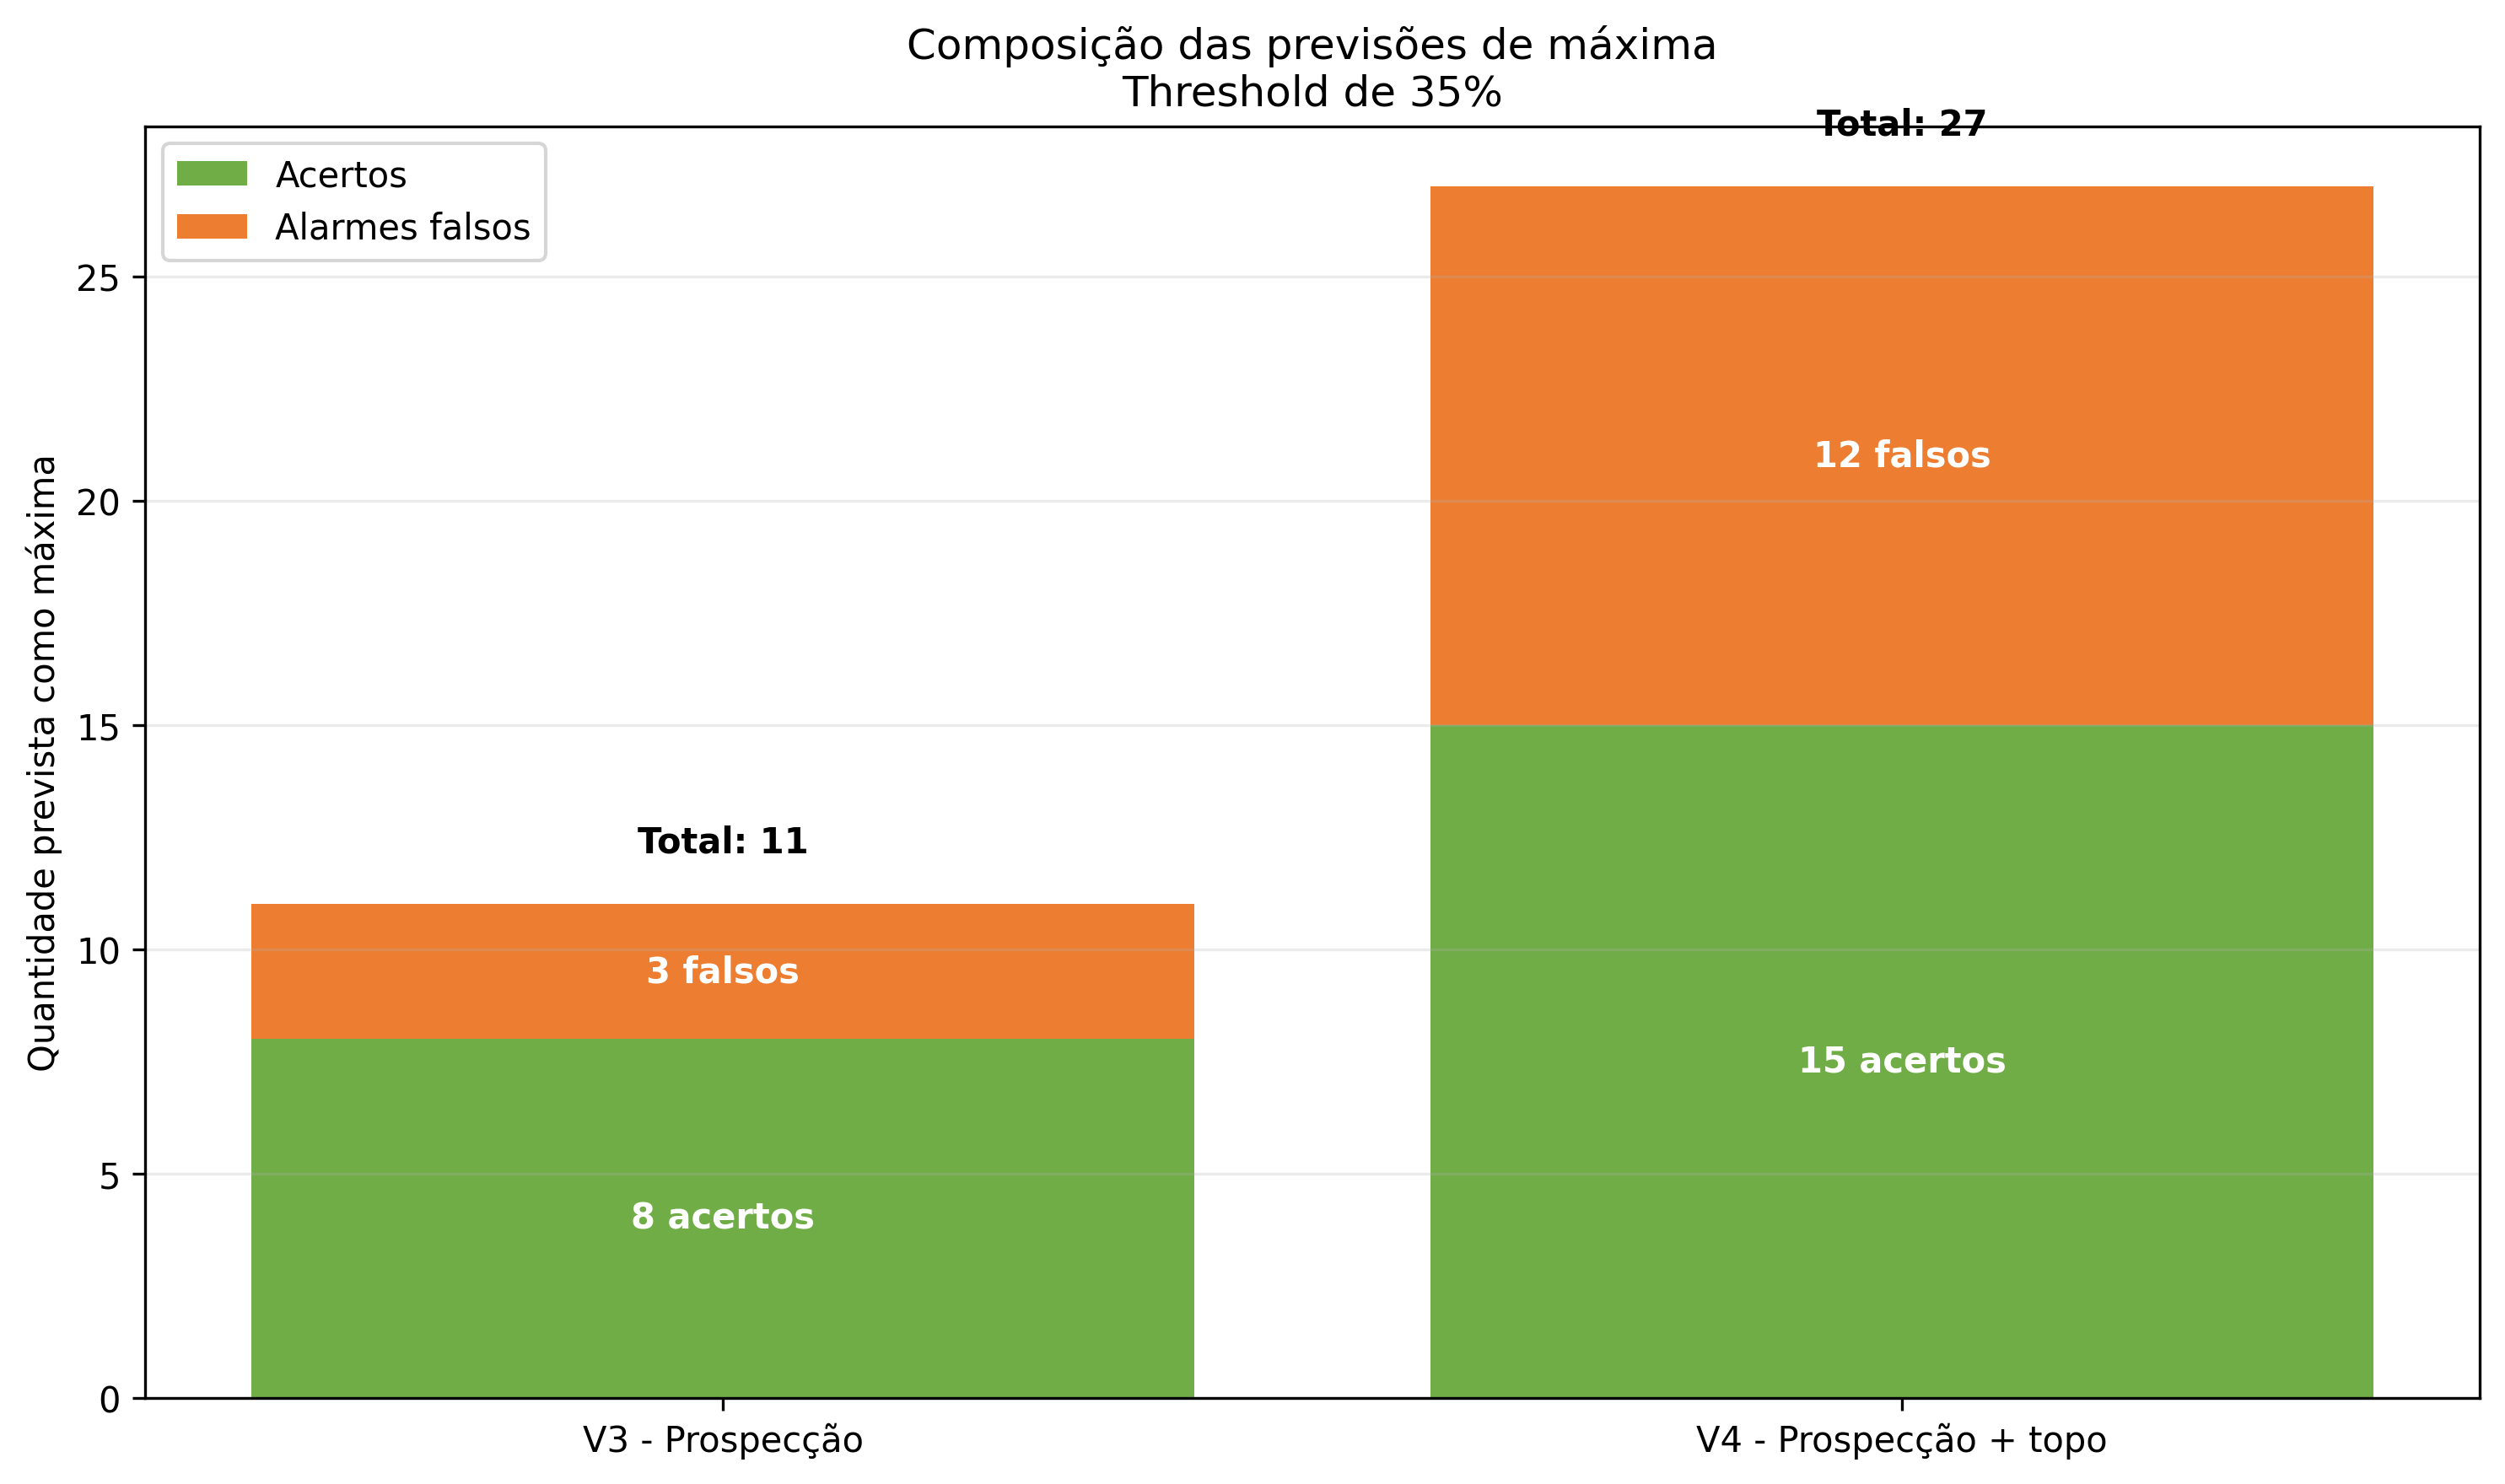 Composição das previsões de máxima
Threshold de 35%
Total: 27
Acertos
Alarmes falsos
25
12 falsos
20
Quantidade prevista como máxima
15
Total: 11
15 acertos
10
3 falsos
5
8 acertos
0
V3 - Prospecção
V4 - Prospecção + topo